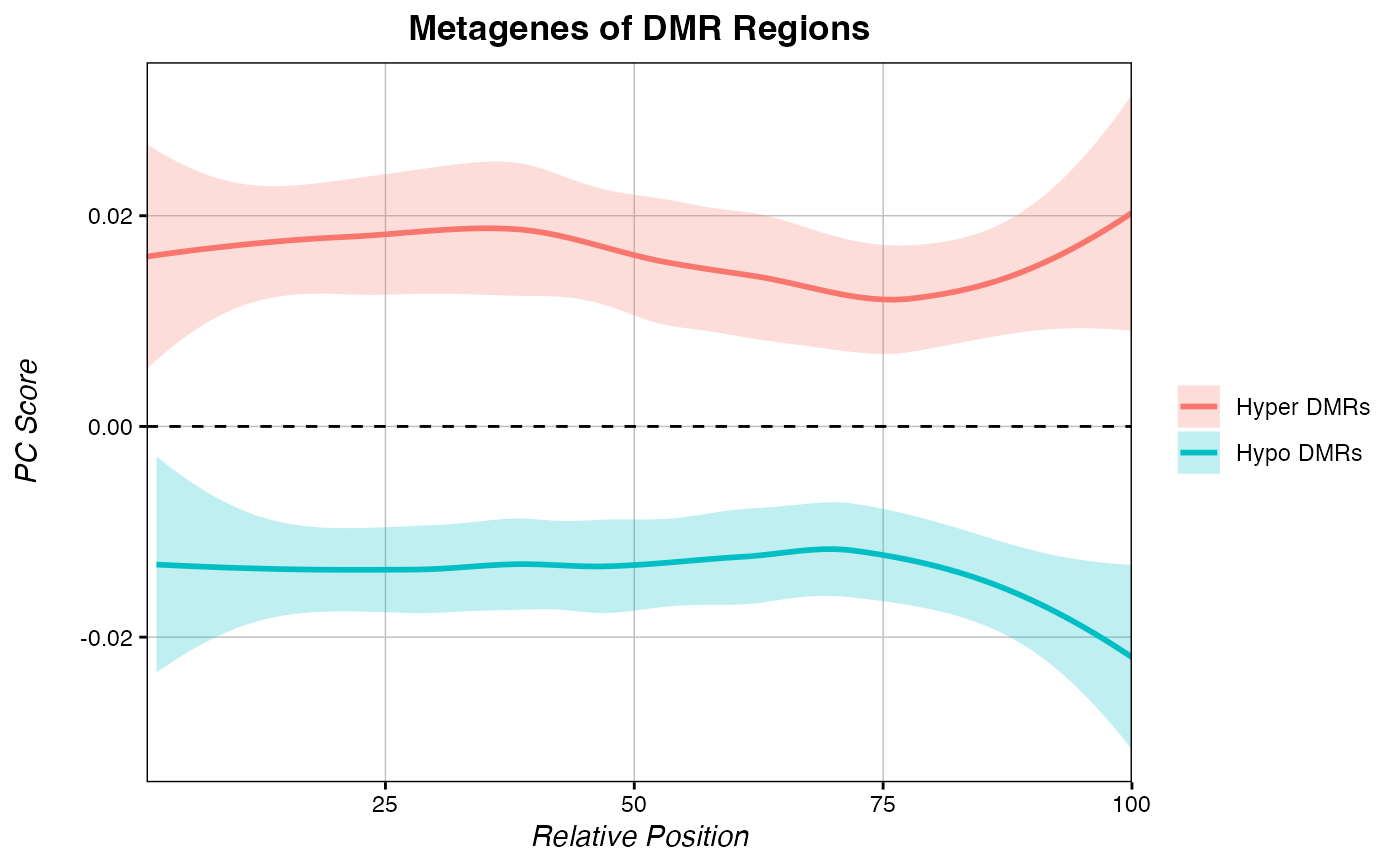 Metagenes of DMR Regions
PC Score
0.02
0.00
-0.02
25
50
75
100
Relative Position
Hyper DMRs
Hypo DMRs